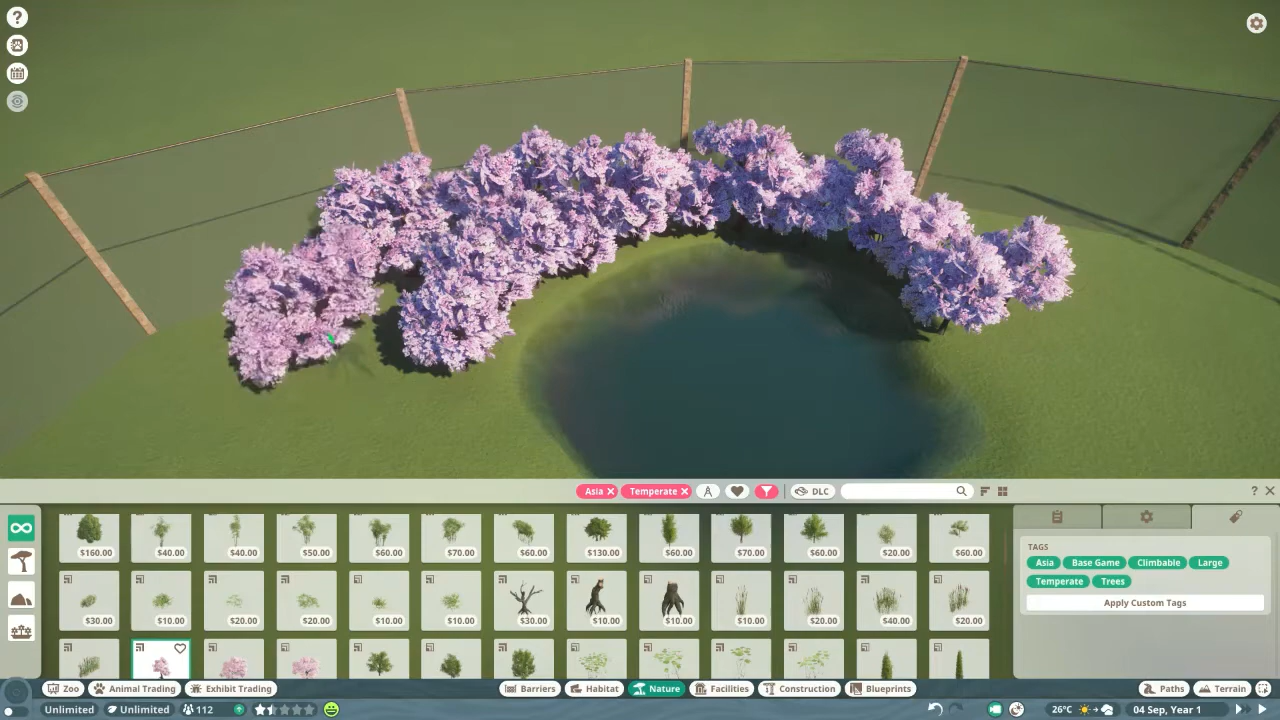 ?
Asia ×
Temperate ×
DLC
? ×
$160.00 $40.00 $40.00 $50.00 $60.00 $70.00 $60.00 $130.00 $60.00 $70.00 $60.00 $20.00 $60.00
TAGS
Asia Base Game Climbable Large
Temperate Trees
Apply Custom Tags
$30.00 $10.00 $20.00 $20.00 $10.00 $10.00 $30.00 $10.00 $10.00 $10.00 $20.00 $40.00 $20.00
Zoo Animal Trading Exhibit Trading Barriers Habitat Nature Facilities Construction Blueprints Paths Terrain
Unlimited Unlimited 112 26°C 04 Sep, Year 1